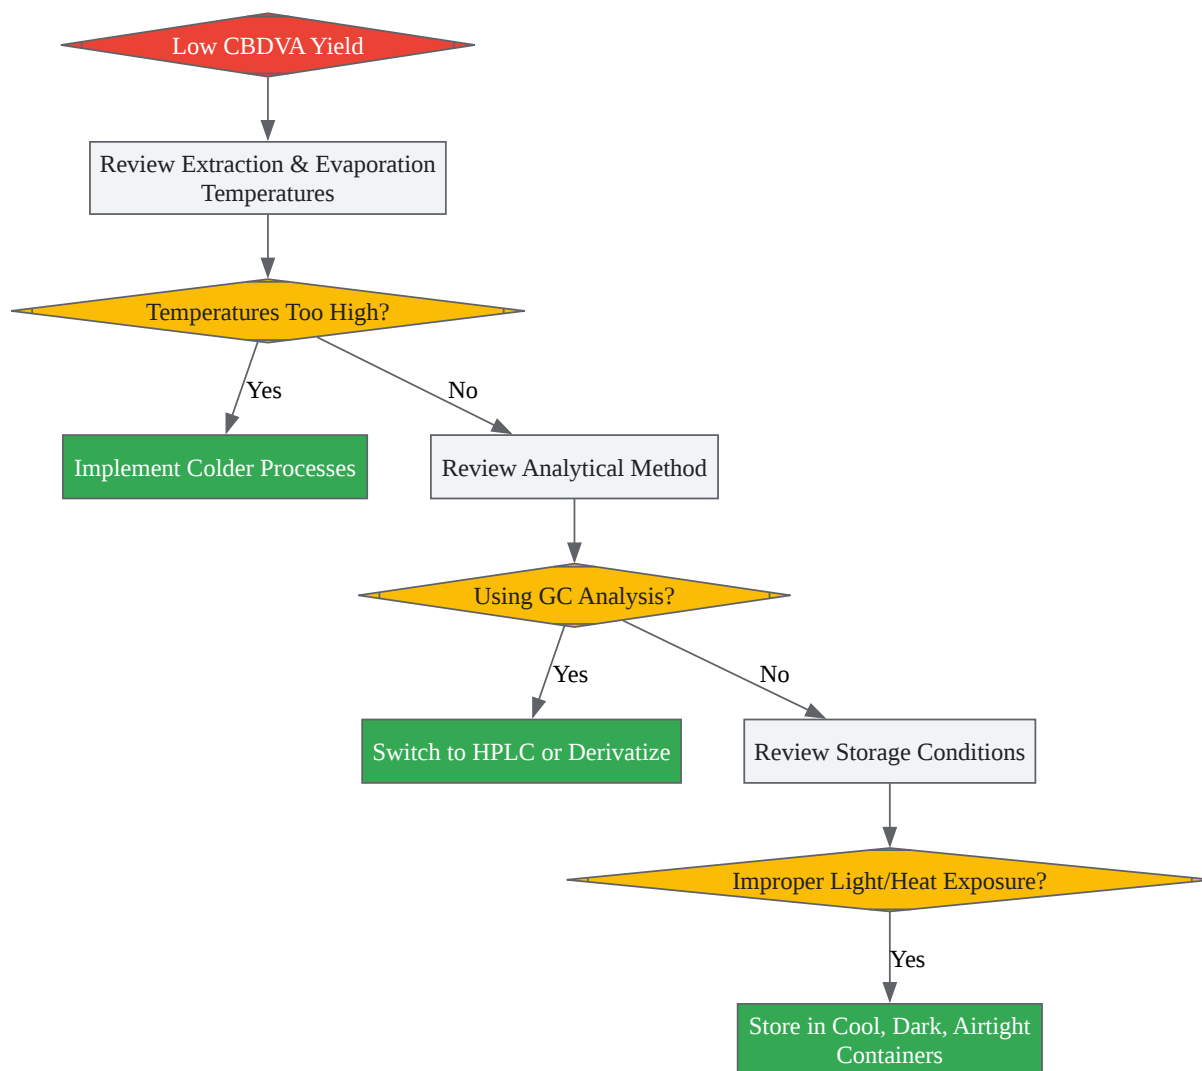 Low CBDVA Yield
Review Extraction & Evaporation
Temperatures
Temperatures Too High?
Yes
No
Implement Colder Processes
Review Analytical Method
Using GC Analysis?
Yes
No
Switch to HPLC or Derivatize
Review Storage Conditions
Improper Light/Heat Exposure?
Yes
Store in Cool, Dark, Airtight
Containers